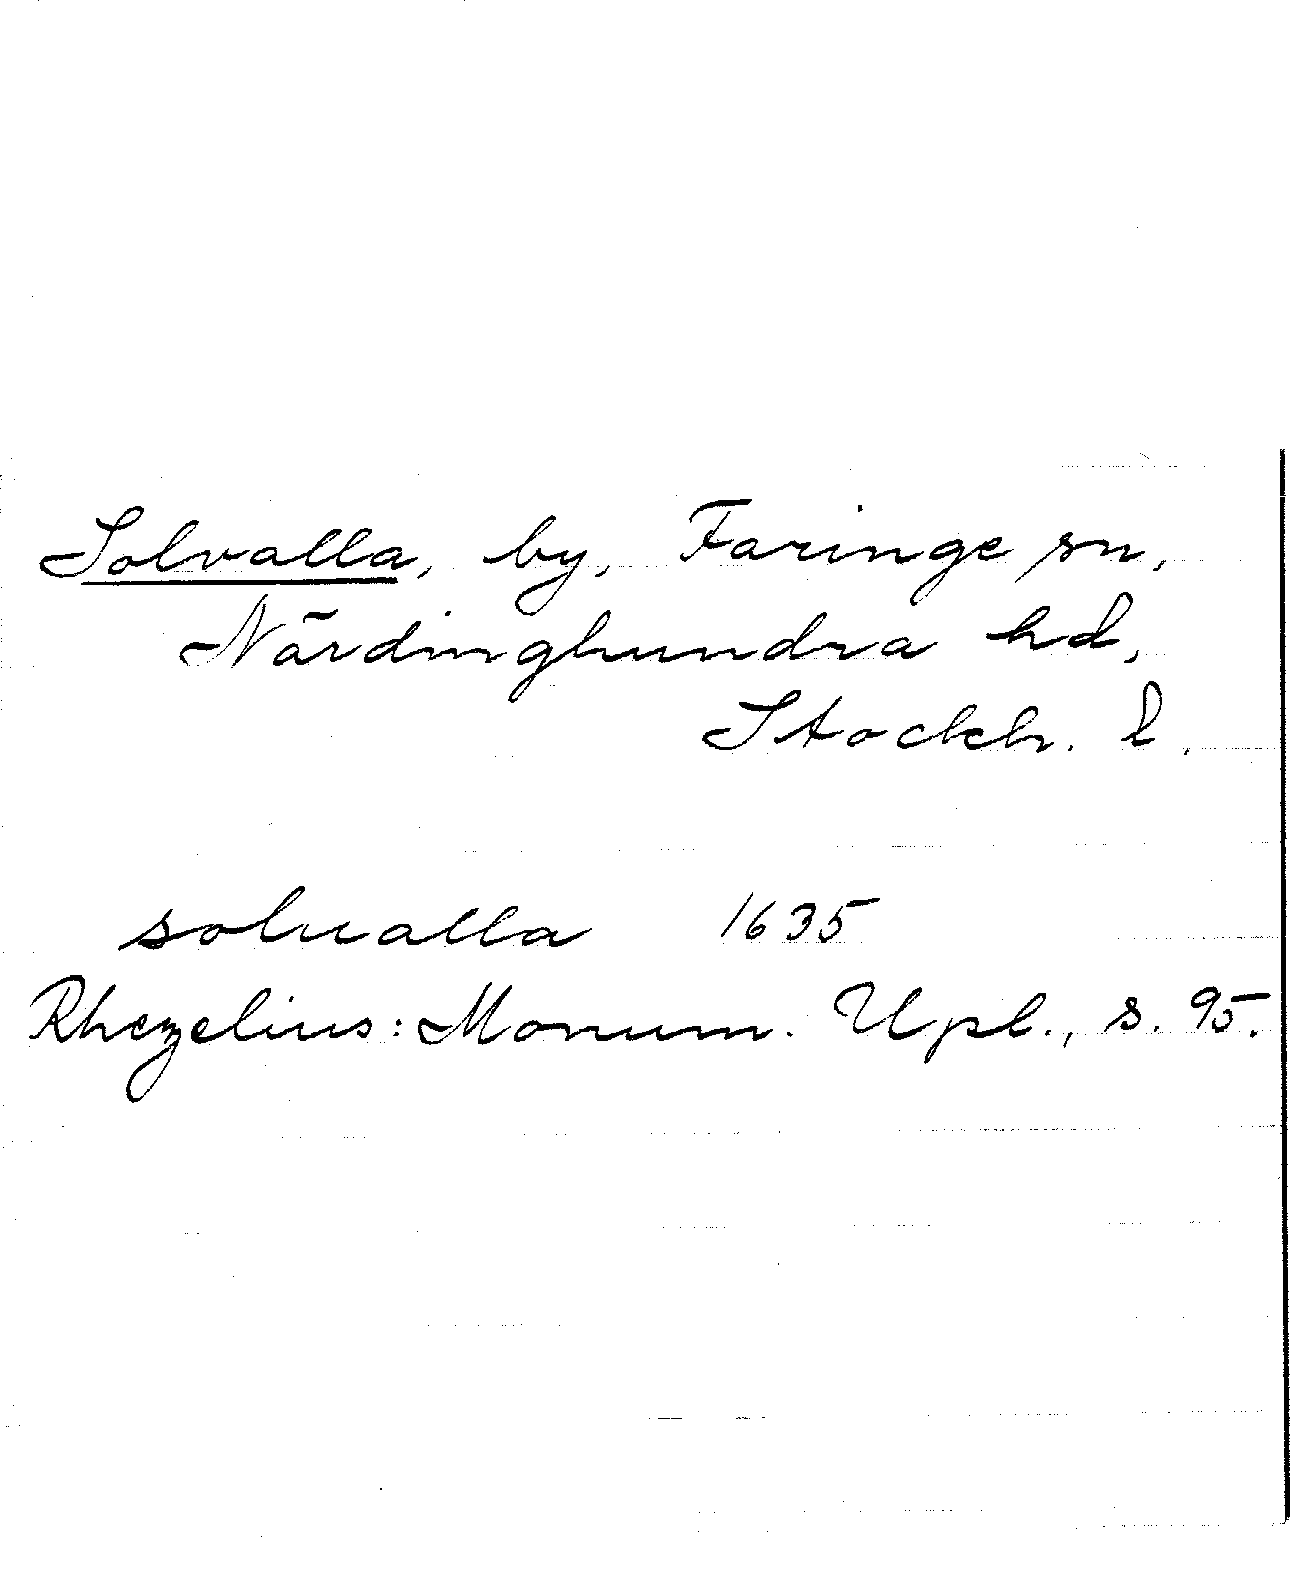 Solvalla, by, Faringe sn,
Närdinghundra hd,
Stockh. l.
solualla 1635
Rhezelius: Monum. Upl., s. 95.